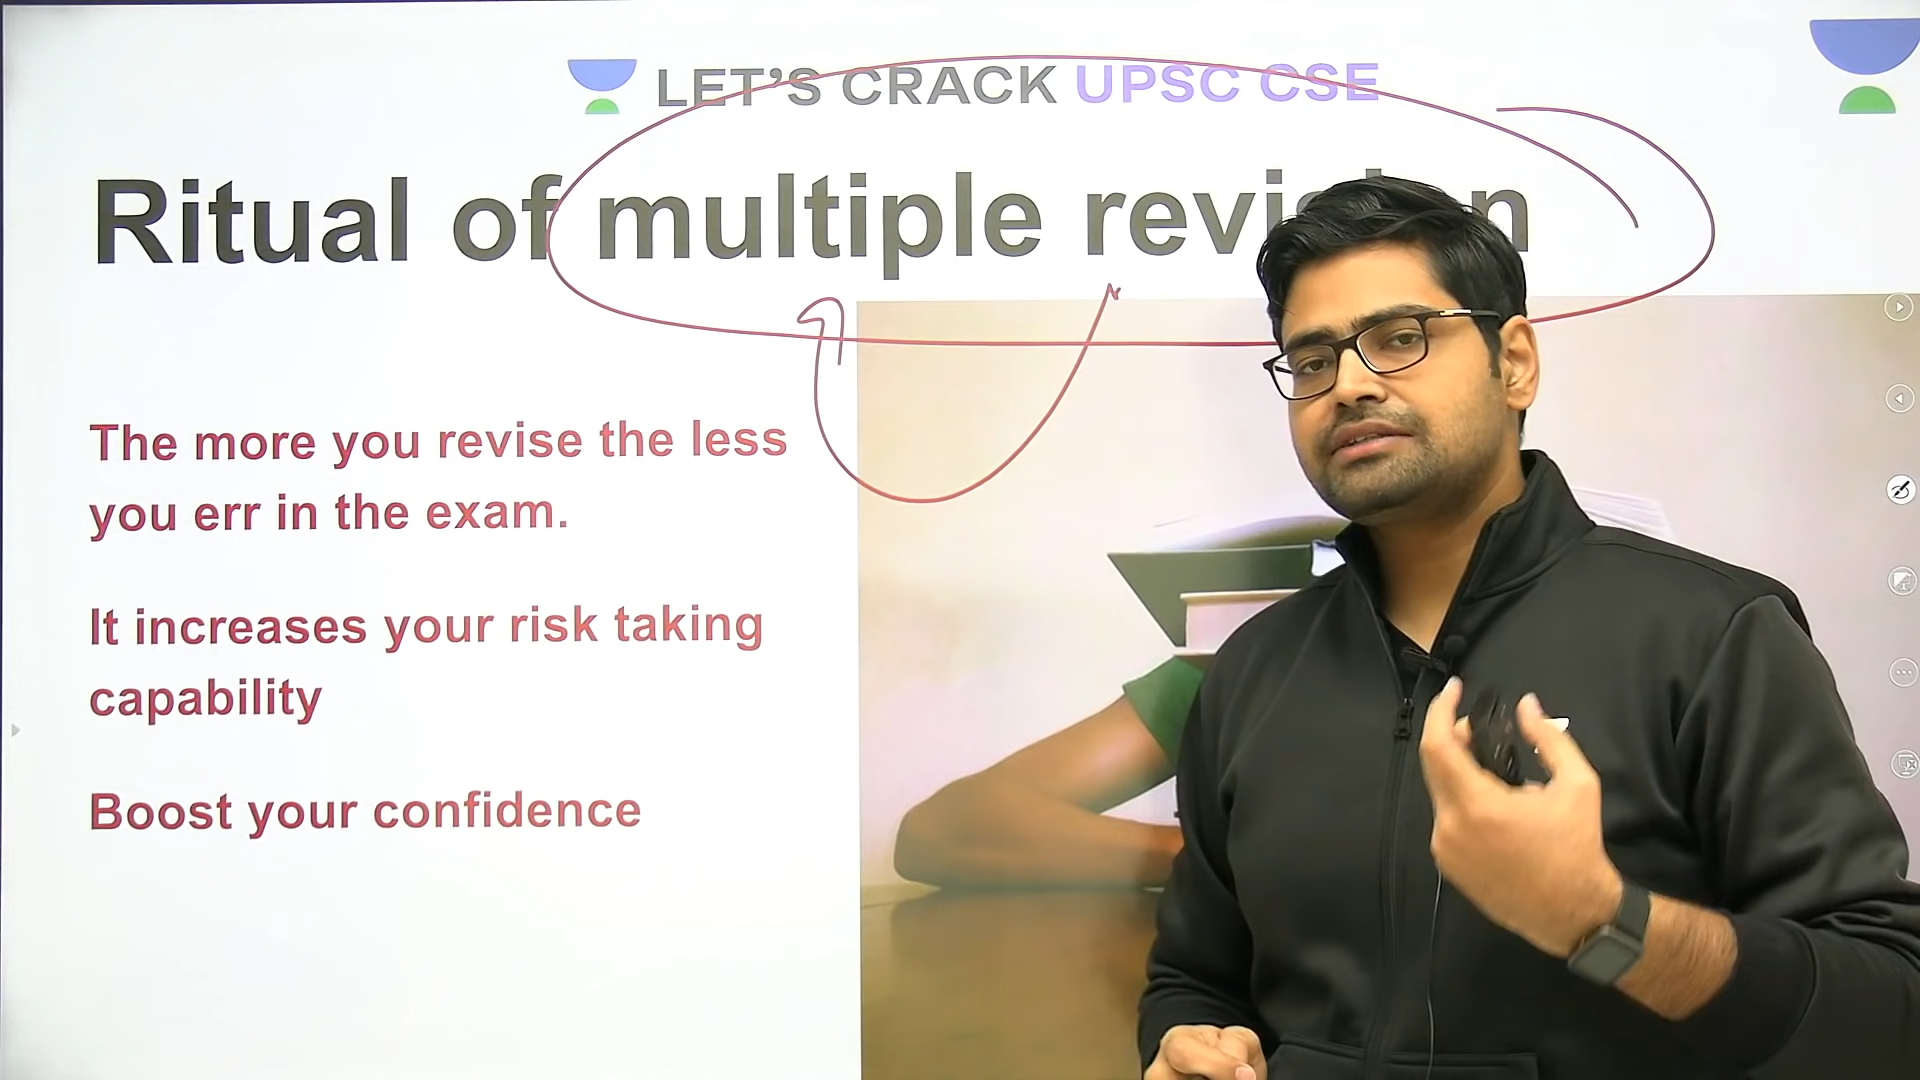 LET'S CRACK UPSC CSE
Ritual of multiple revision
The more you revise the less
you err in the exam.
It increases your risk taking
capability
Boost your confidence